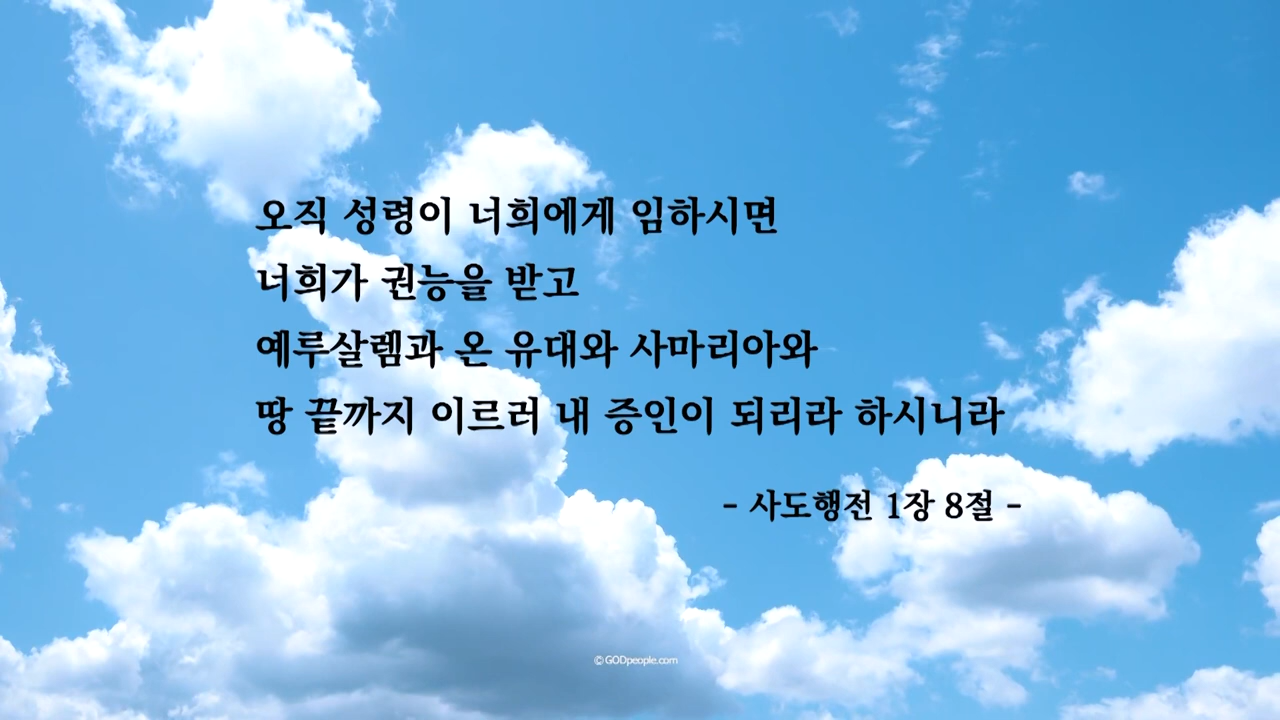 오직 성령이 너희에게 임하시면
너희가 권능을 받고
예루살렘과 온 유대와 사마리아와
땅 끝까지 이르러 내 증인이 되리라 하시니라
- 사도행전 1장 8절 -
© GODpeople.com